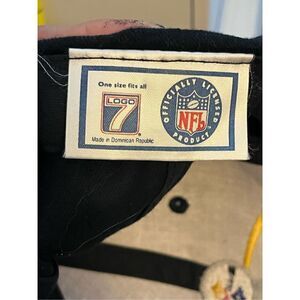 One size fits all
LOGO
7
Made in Dominican Republic
OFFICIALLY LICENSED
NFL
PRODUCT